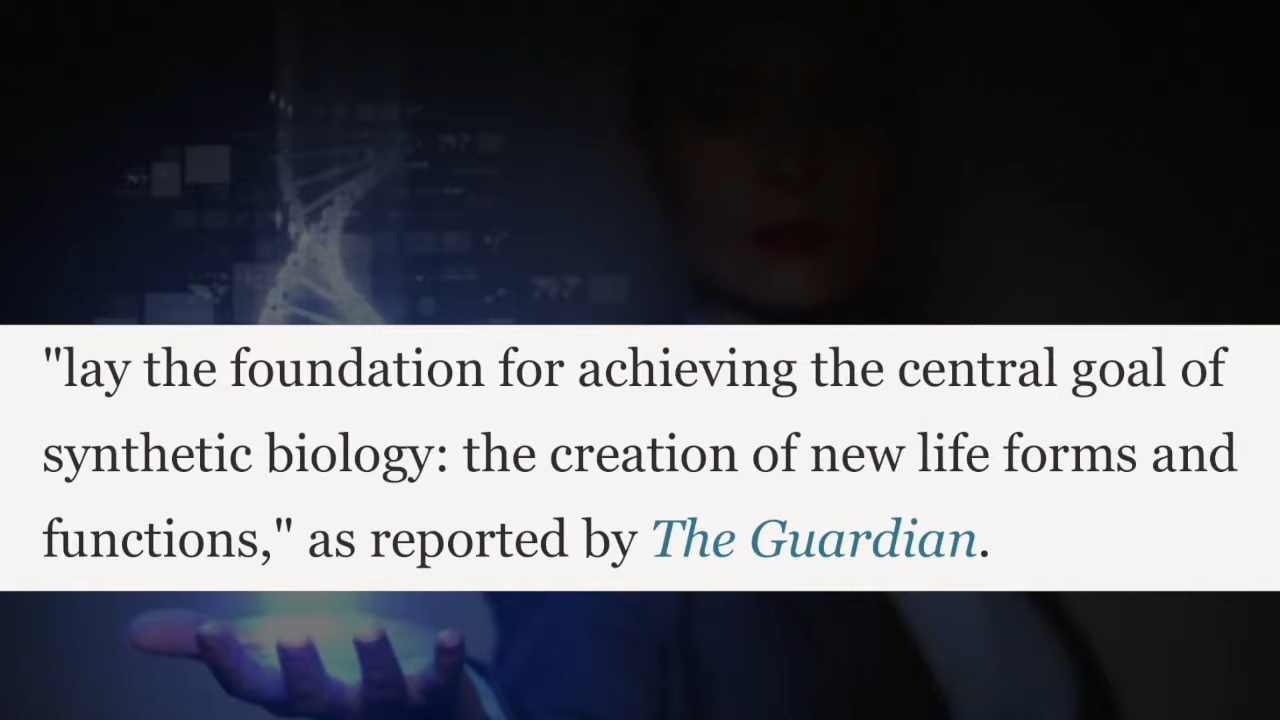 "lay the foundation for achieving the central goal of
synthetic biology: the creation of new life forms and
functions," as reported by The Guardian.